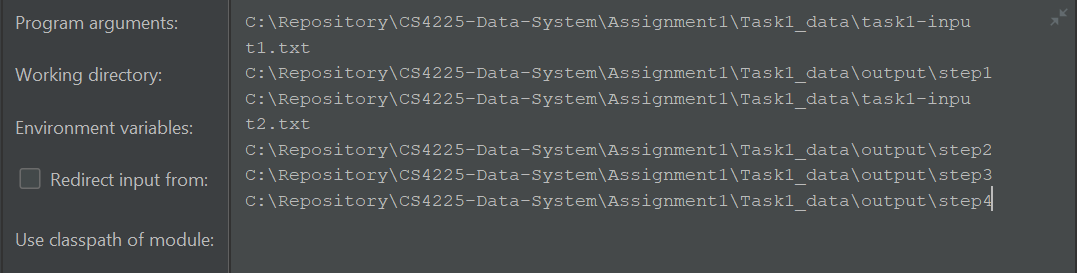 Program arguments:
Working directory:
Environment variables:
Redirect input from:
Use classpath of module:
C:\Repository\CS4225-Data-System\Assignment1\Task1_data\task1-inpu
t1.txt
C:\Repository\CS4225-Data-System\Assignment1\Task1_data\output\step1
C:\Repository\CS4225-Data-System\Assignment1\Task1_data\task1-inpu
t2.txt
C:\Repository\CS4225-Data-System\Assignment1\Task1_data\output\step2
C:\Repository\CS4225-Data-System\Assignment1\Task1_data\output\step3
C:\Repository\CS4225-Data-System\Assignment1\Task1_data\output\step4